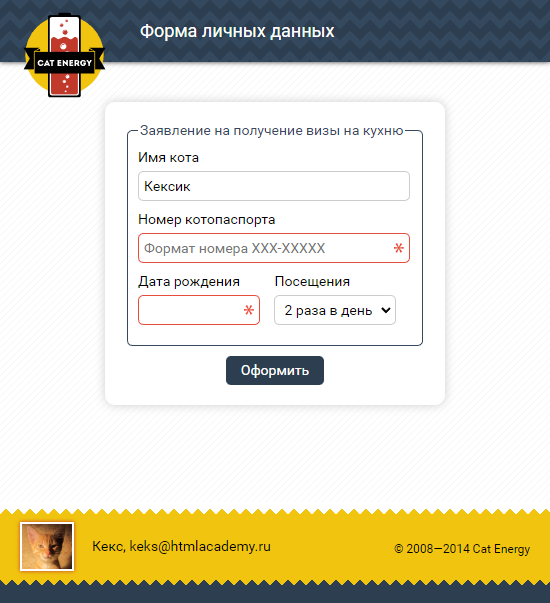 CAT ENERGY
Форма личных данных
Заявление на получение визы на кухню
Имя кота
Кексик
Номер котопаспорта
Формат номера XXX-XXXXX
Дата рождения
Посещения
2 раза в день
Оформить
Кекс, keks@htmlacademy.ru
© 2008—2014 Cat Energy